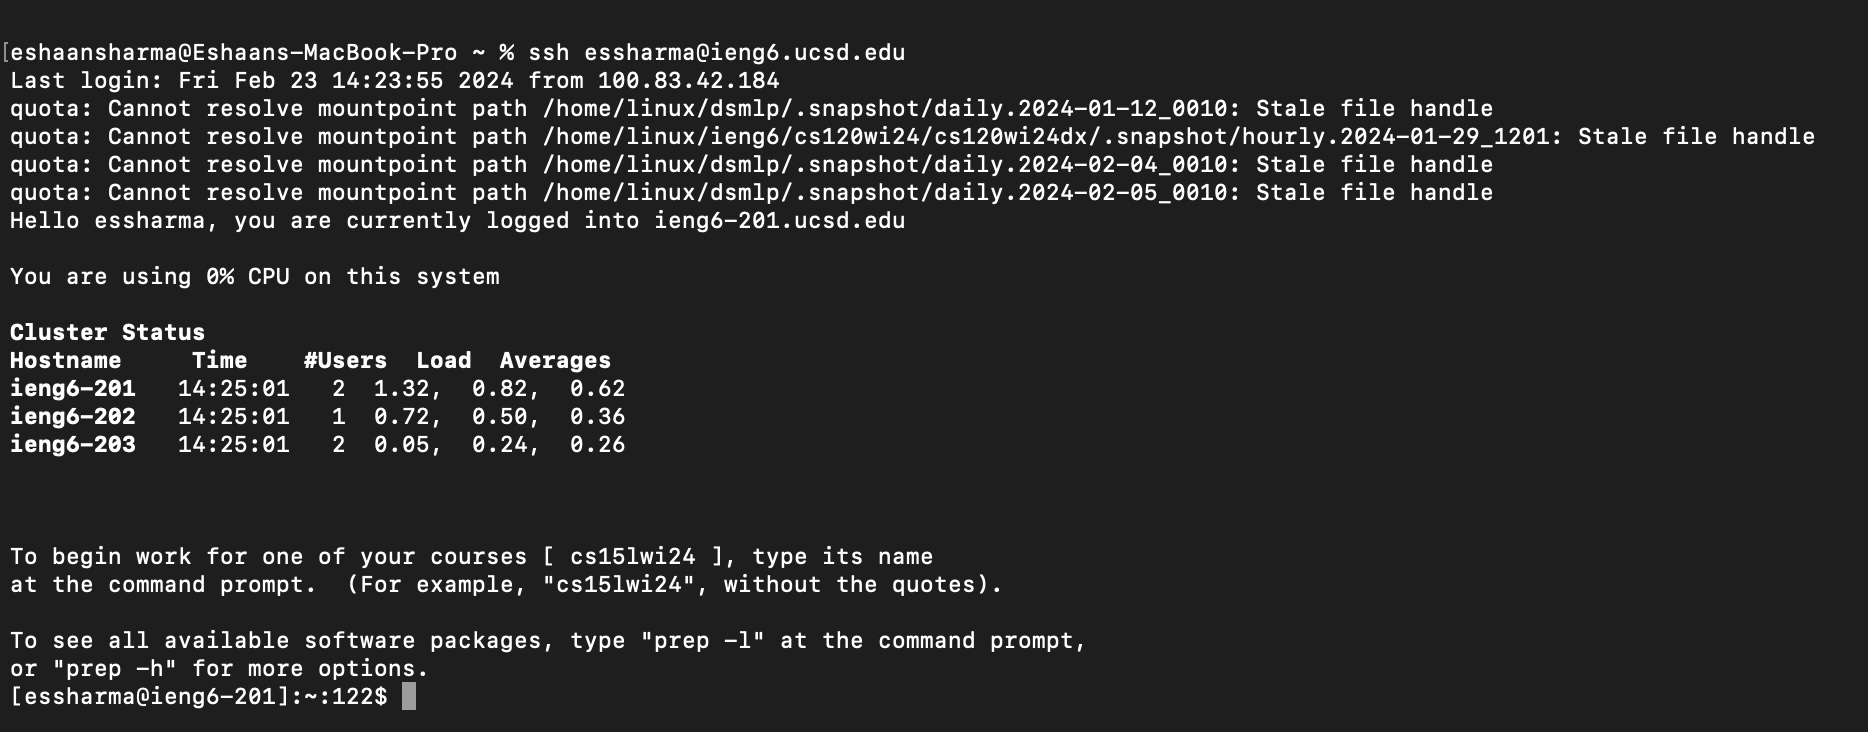 [eshaansharma@Eshaans-MacBook-Pro ~ % ssh essharma@ieng6.ucsd.edu
Last login: Fri Feb 23 14:23:55 2024 from 100.83.42.184
quota: Cannot resolve mountpoint path /home/linux/dsmlp/.snapshot/daily.2024-01-12_0010: Stale file handle
quota: Cannot resolve mountpoint path /home/linux/ieng6/cs120wi24/cs120wi24dx/.snapshot/hourly.2024-01-29_1201: Stale file handle
quota: Cannot resolve mountpoint path /home/linux/dsmlp/.snapshot/daily.2024-02-04_0010: Stale file handle
quota: Cannot resolve mountpoint path /home/linux/dsmlp/.snapshot/daily.2024-02-05_0010: Stale file handle
Hello essharma, you are currently logged into ieng6-201.ucsd.edu
You are using 0% CPU on this system
Cluster Status
Hostname     Time    #Users  Load  Averages
ieng6-201   14:25:01   2  1.32,  0.82,  0.62
ieng6-202   14:25:01   1  0.72,  0.50,  0.36
ieng6-203   14:25:01   2  0.05,  0.24,  0.26
To begin work for one of your courses [ cs15lwi24 ], type its name
at the command prompt.  (For example, "cs15lwi24", without the quotes).
To see all available software packages, type "prep -l" at the command prompt,
or "prep -h" for more options.
[essharma@ieng6-201]:~:122$